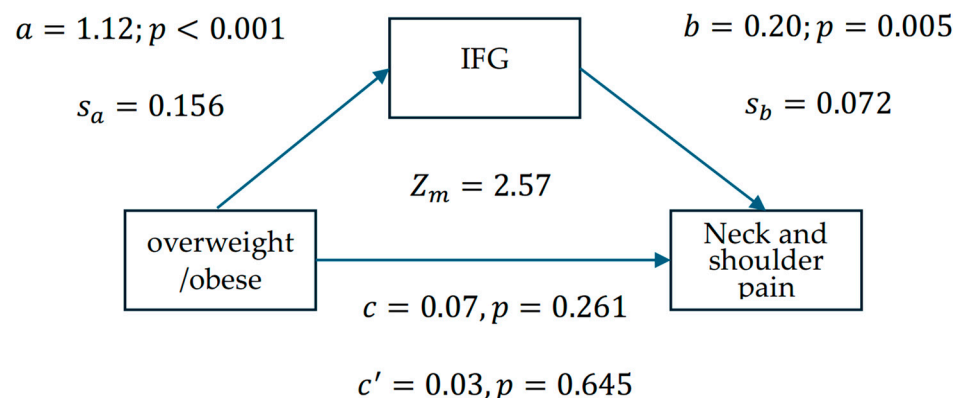 a = 1.12; p < 0.001
b = 0.20; p = 0.005
IFG
s_a = 0.156
s_b = 0.072
Z_m = 2.57
overweight
/obese
Neck and
shoulder
pain
c = 0.07, p = 0.261
c′ = 0.03, p = 0.645